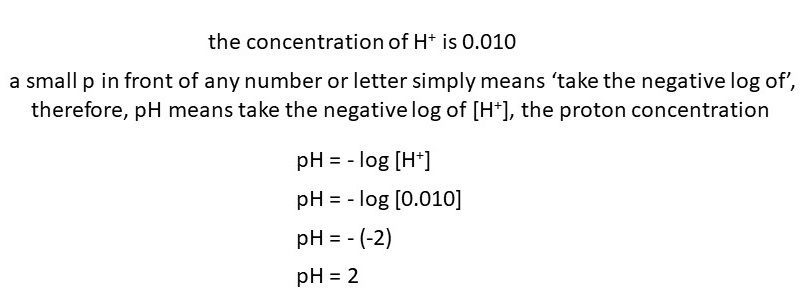 the concentration of H⁺ is 0.010
a small p in front of any number or letter simply means ‘take the negative log of’,
therefore, pH means take the negative log of [H⁺], the proton concentration
pH = - log [H⁺]
pH = - log [0.010]
pH = - (-2)
pH = 2